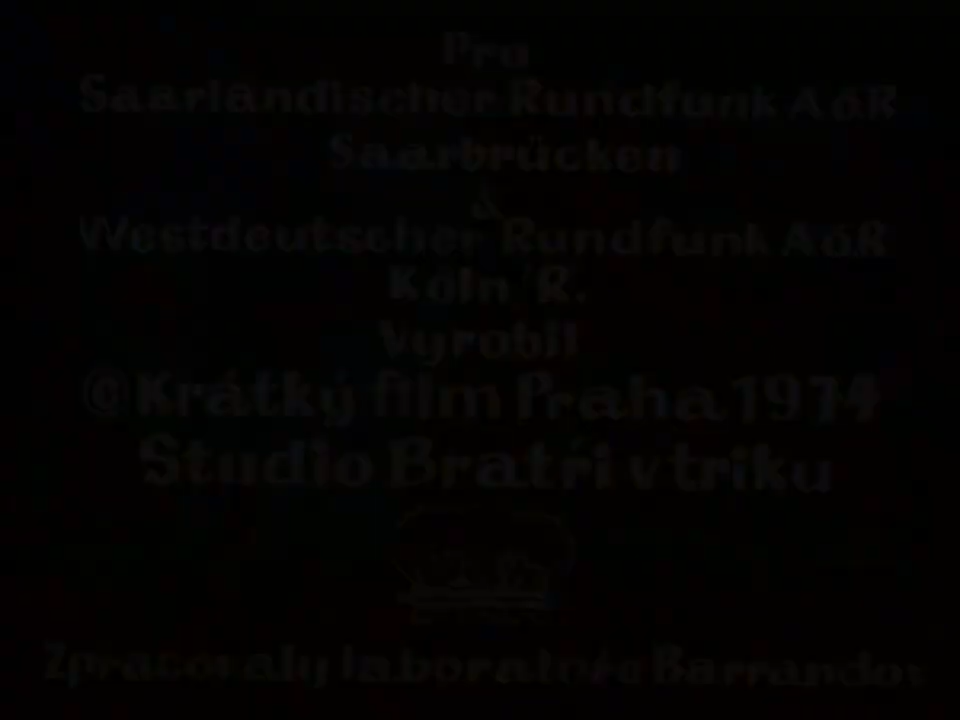 Pro
Saarländischer Rundfunk AöR
Saarbrücken
&
Westdeutscher Rundfunk AöR
Köln /R.
Vyrobil
© Krátký film Praha 1974
Studio Bratři v triku
Zpracovaly laboratoře Barrandov